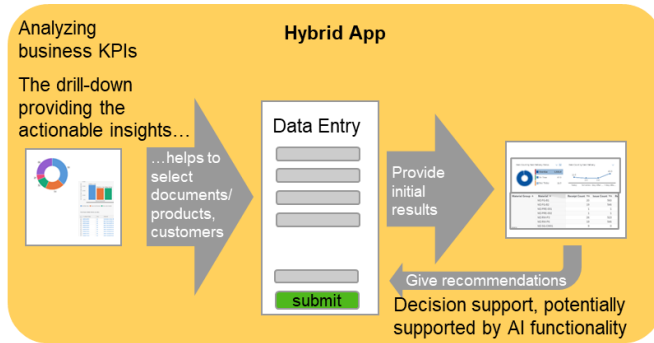 Analyzing
business KPIs
Hybrid App
The drill-down
providing the
actionable insights…
…helps to
select
documents/
products,
customers
Data Entry
submit
Provide
initial
results
Give recommendations
Decision support, potentially
supported by AI functionality